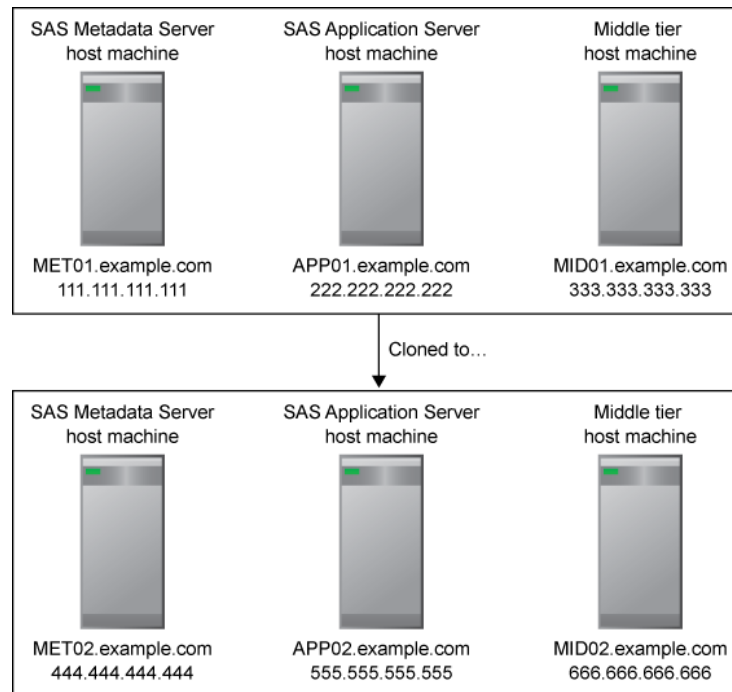 SAS Metadata Server
host machine
SAS Application Server
host machine
Middle tier
host machine
MET01.example.com
111.111.111.111
APP01.example.com
222.222.222.222
MID01.example.com
333.333.333.333
Cloned to...
SAS Metadata Server
host machine
SAS Application Server
host machine
Middle tier
host machine
MET02.example.com
444.444.444.444
APP02.example.com
555.555.555.555
MID02.example.com
666.666.666.666